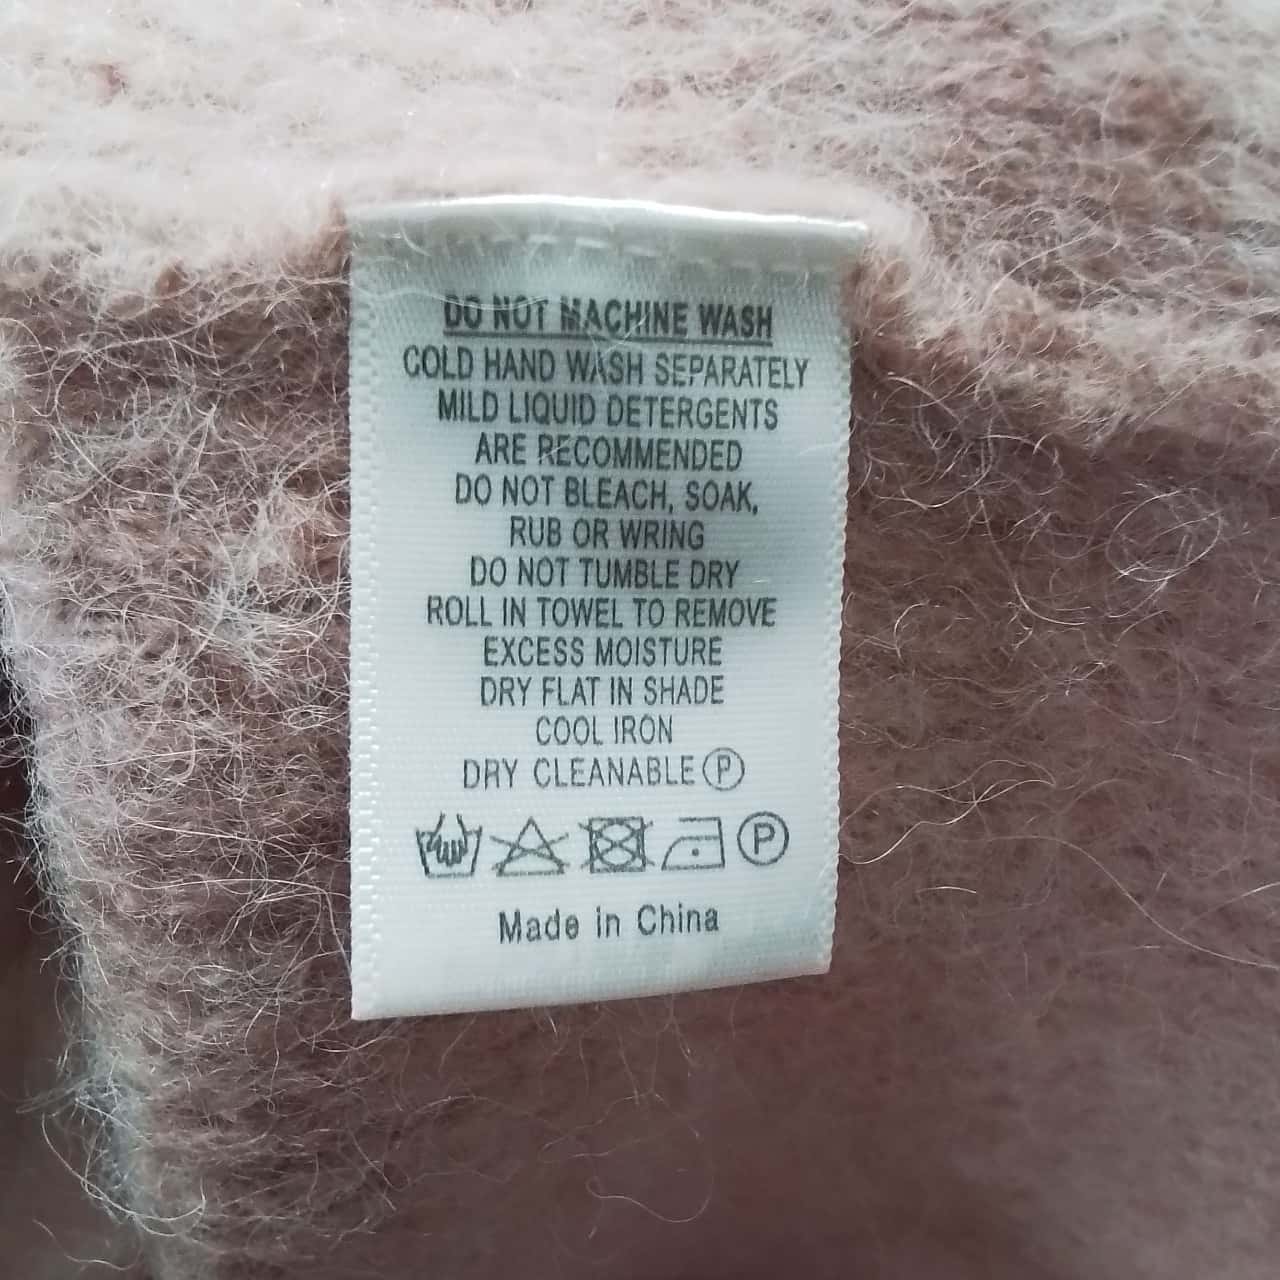 DO NOT MACHINE WASH
COLD HAND WASH SEPARATELY
MILD LIQUID DETERGENTS
ARE RECOMMENDED
DO NOT BLEACH, SOAK,
RUB OR WRING
DO NOT TUMBLE DRY
ROLL IN TOWEL TO REMOVE
EXCESS MOISTURE
DRY FLAT IN SHADE
COOL IRON
DRY CLEANABLE Ⓟ
Ⓟ
Made in China